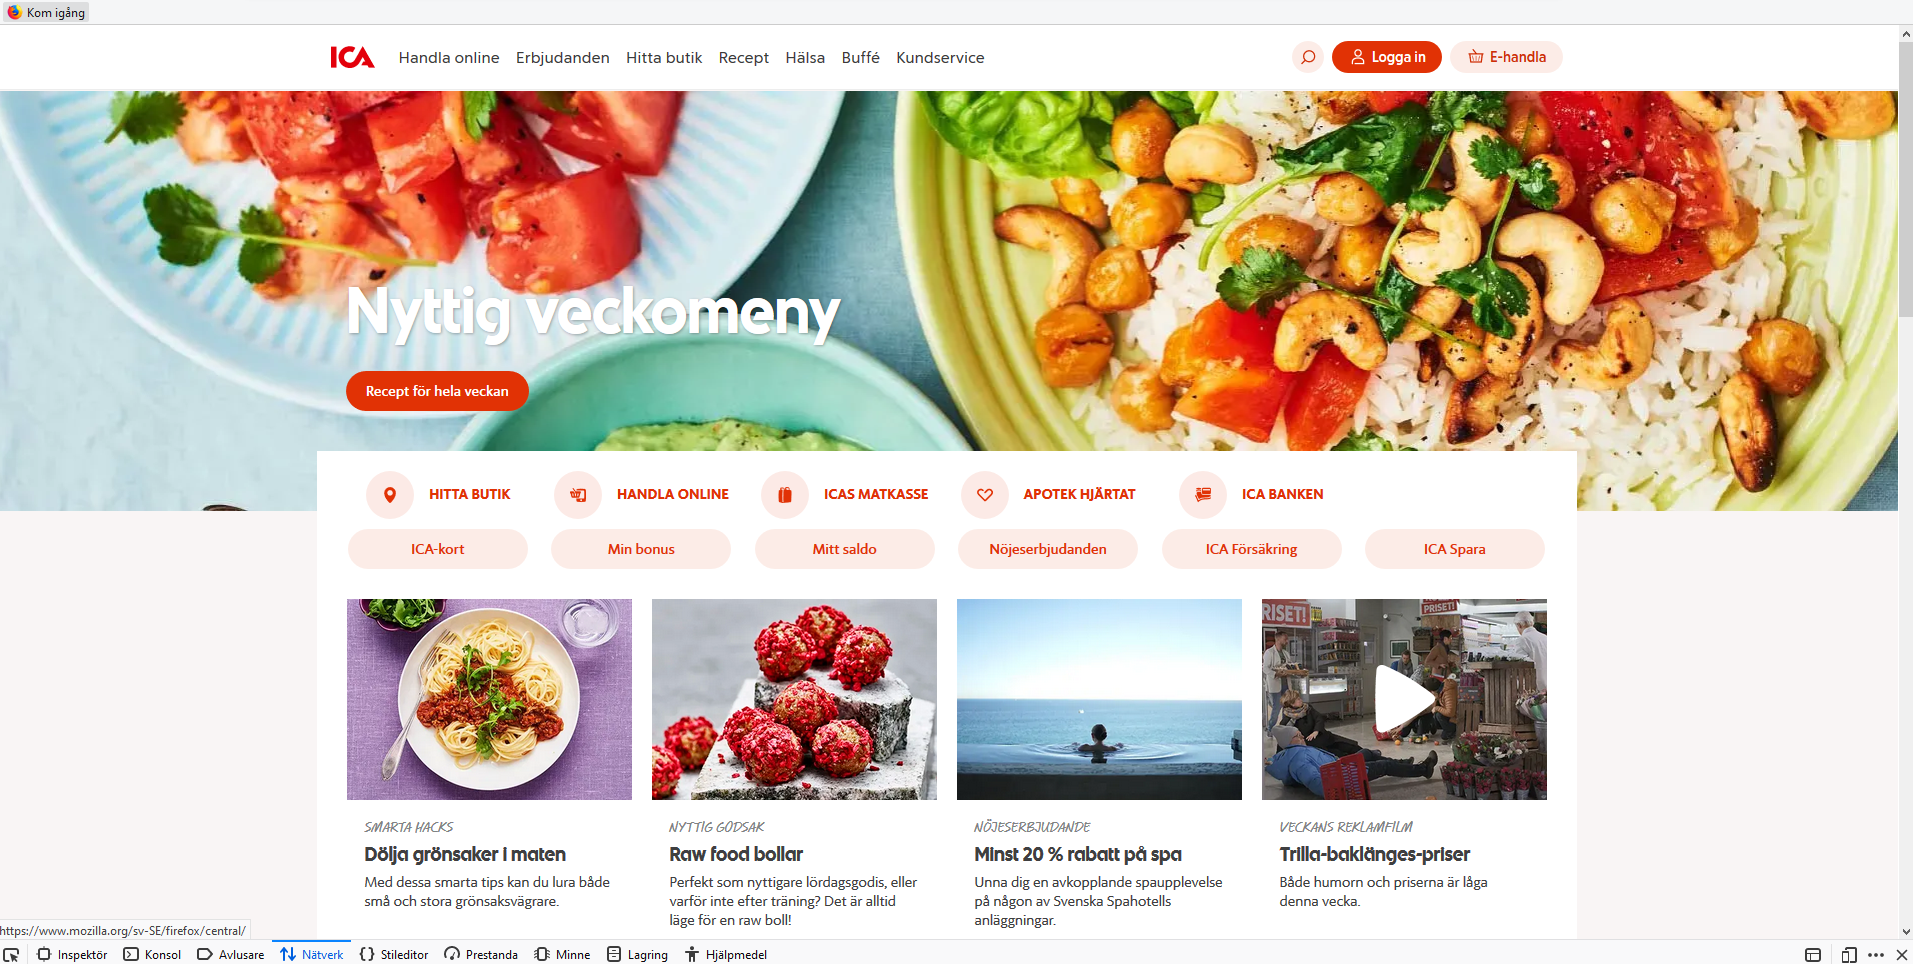 Kom igång
ICA Handla online Erbjudanden Hitta butik Recept Hälsa Buffé Kundservice Logga in E-handla
Nyttig veckomeny
Recept för hela veckan
HITTA BUTIK HANDLA ONLINE ICAS MATKASSE APOTEK HJÄRTAT ICA BANKEN
ICA-kort Min bonus Mitt saldo Nöjeserbjudanden ICA Försäkring ICA Spara
RISET!
PRISET!
SMARTA HACKS
Dölja grönsaker i maten
Med dessa smarta tips kan du lura både
små och stora grönsaksvägrare.
NYTTIG GODSAK
Raw food bollar
Perfekt som nyttigare lördagsgodis, eller
varför inte efter träning? Det är alltid
läge för en raw boll!
NÖJESERBJUDANDE
Minst 20 % rabatt på spa
Unna dig en avkopplande spaupplevelse
på någon av Svenska Spahotells
anläggningar.
VECKANS REKLAMFILM
Trilla-baklänges-priser
Både humorn och priserna är låga
denna vecka.
https://www.mozilla.org/sv-SE/firefox/central/
Inspektör Konsol Avlusare Nätverk Stileditor Prestanda Minne Lagring Hjälpmedel